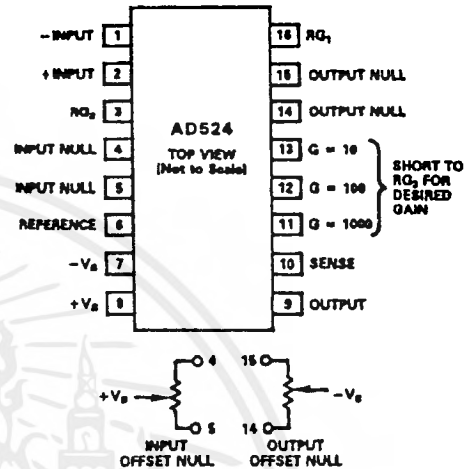 -INPUT 1
+INPUT 2
RG₂ 3
INPUT NULL 4
INPUT NULL 5
REFERENCE 6
-Vs 7
+Vs 8
AD524
TOP VIEW
(Not to Scale)
16 RG₁
15 OUTPUT NULL
14 OUTPUT NULL
13 G = 10
12 G = 100
11 G = 1000
10 SENSE
9 OUTPUT
SHORT TO
RG₂ FOR
DESIRED
GAIN
+Vs
4
5
INPUT
OFFSET NULL
15
14
-Vs
OUTPUT
OFFSET NULL